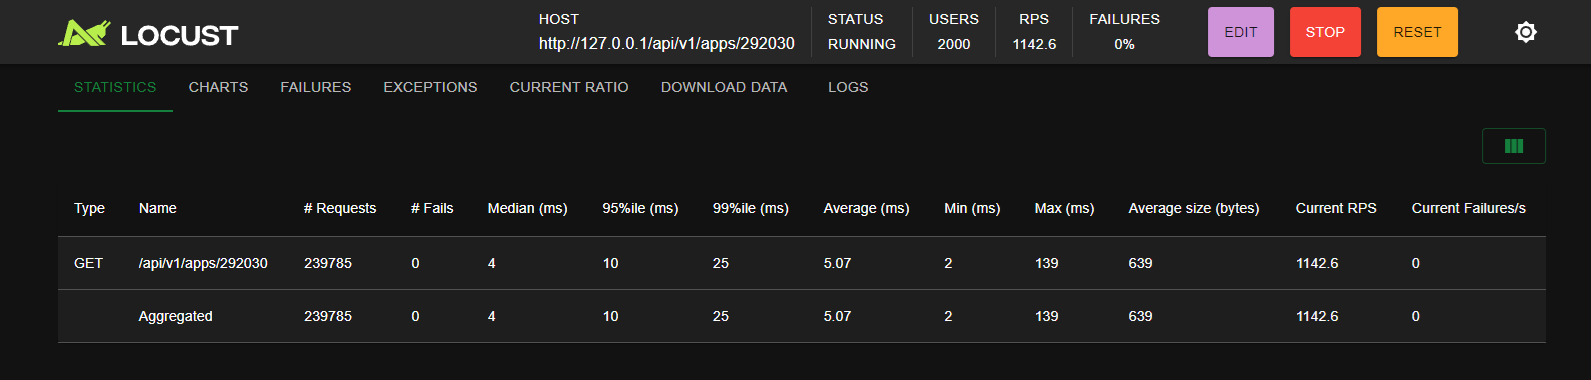 LOCUST
HOST
http://127.0.0.1/api/v1/apps/292030
STATUS
RUNNING
USERS
2000
RPS
1142.6
FAILURES
0%
EDIT
STOP
RESET
STATISTICS CHARTS FAILURES EXCEPTIONS CURRENT RATIO DOWNLOAD DATA LOGS
Type Name # Requests # Fails Median (ms) 95%ile (ms) 99%ile (ms) Average (ms) Min (ms) Max (ms) Average size (bytes) Current RPS Current Failures/s
GET /api/v1/apps/292030 239785 0 4 10 25 5.07 2 139 639 1142.6 0
Aggregated 239785 0 4 10 25 5.07 2 139 639 1142.6 0